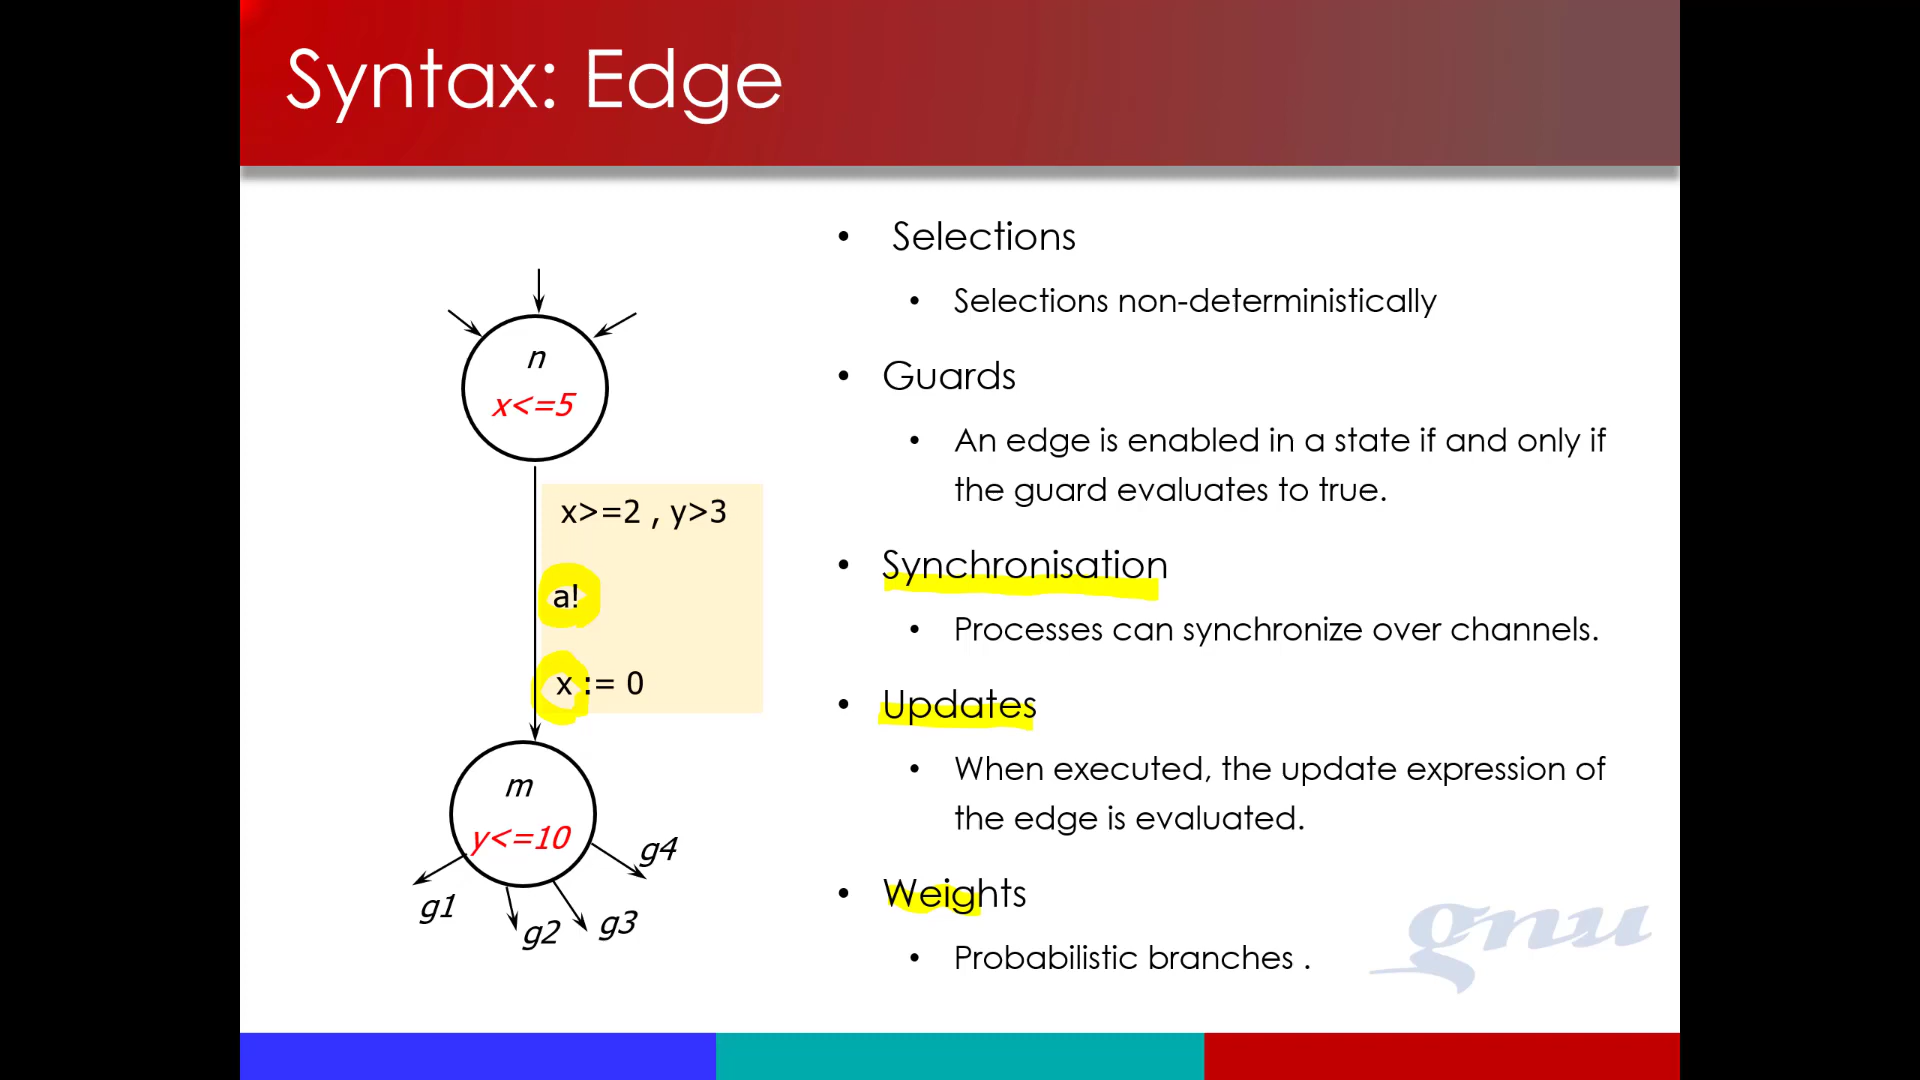 Syntax: Edge
n
x<=5
x>=2 , y>3
a!
x := 0
m
y<=10
g1
g2
g3
g4
• Selections
• Selections non-deterministically
• Guards
• An edge is enabled in a state if and only if
the guard evaluates to true.
• Synchronisation
• Processes can synchronize over channels.
• Updates
• When executed, the update expression of
the edge is evaluated.
• Weights
• Probabilistic branches .
gnu